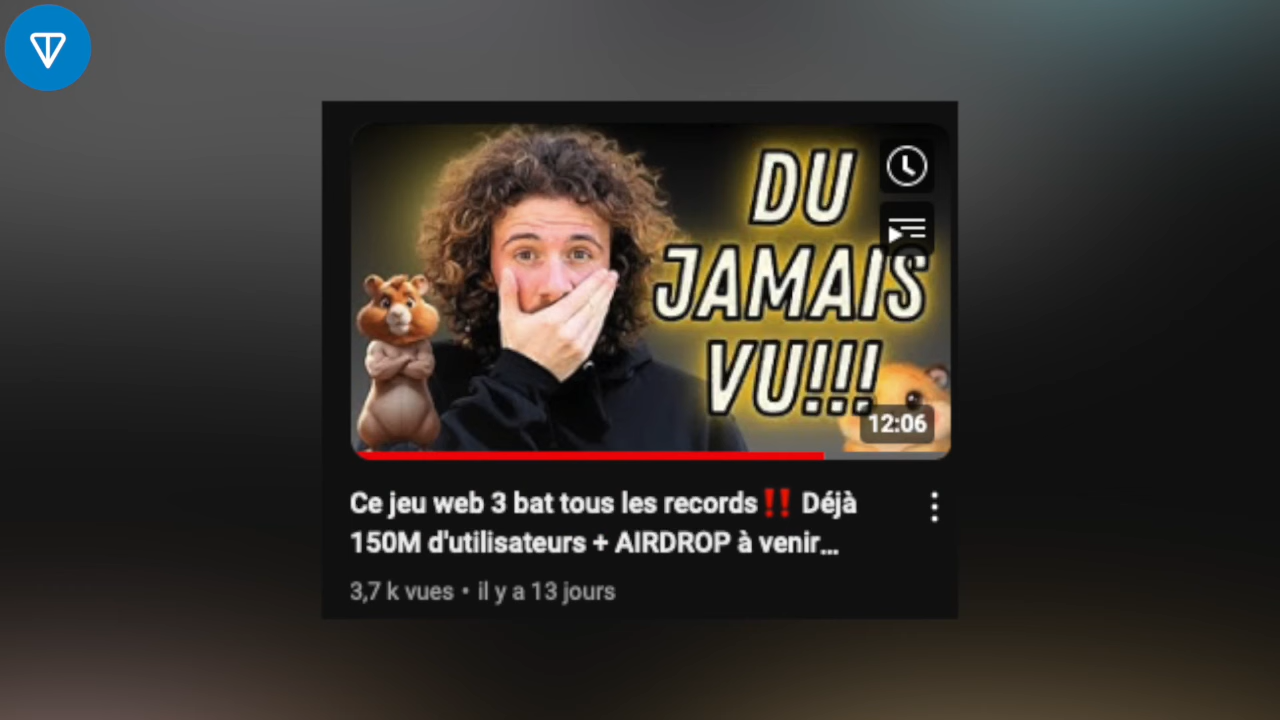 DU
JAMAIS
VU!!!
12:06
Ce jeu web 3 bat tous les records‼️ Déjà
150M d'utilisateurs + AIRDROP à venir...
3,7 k vues • il y a 13 jours